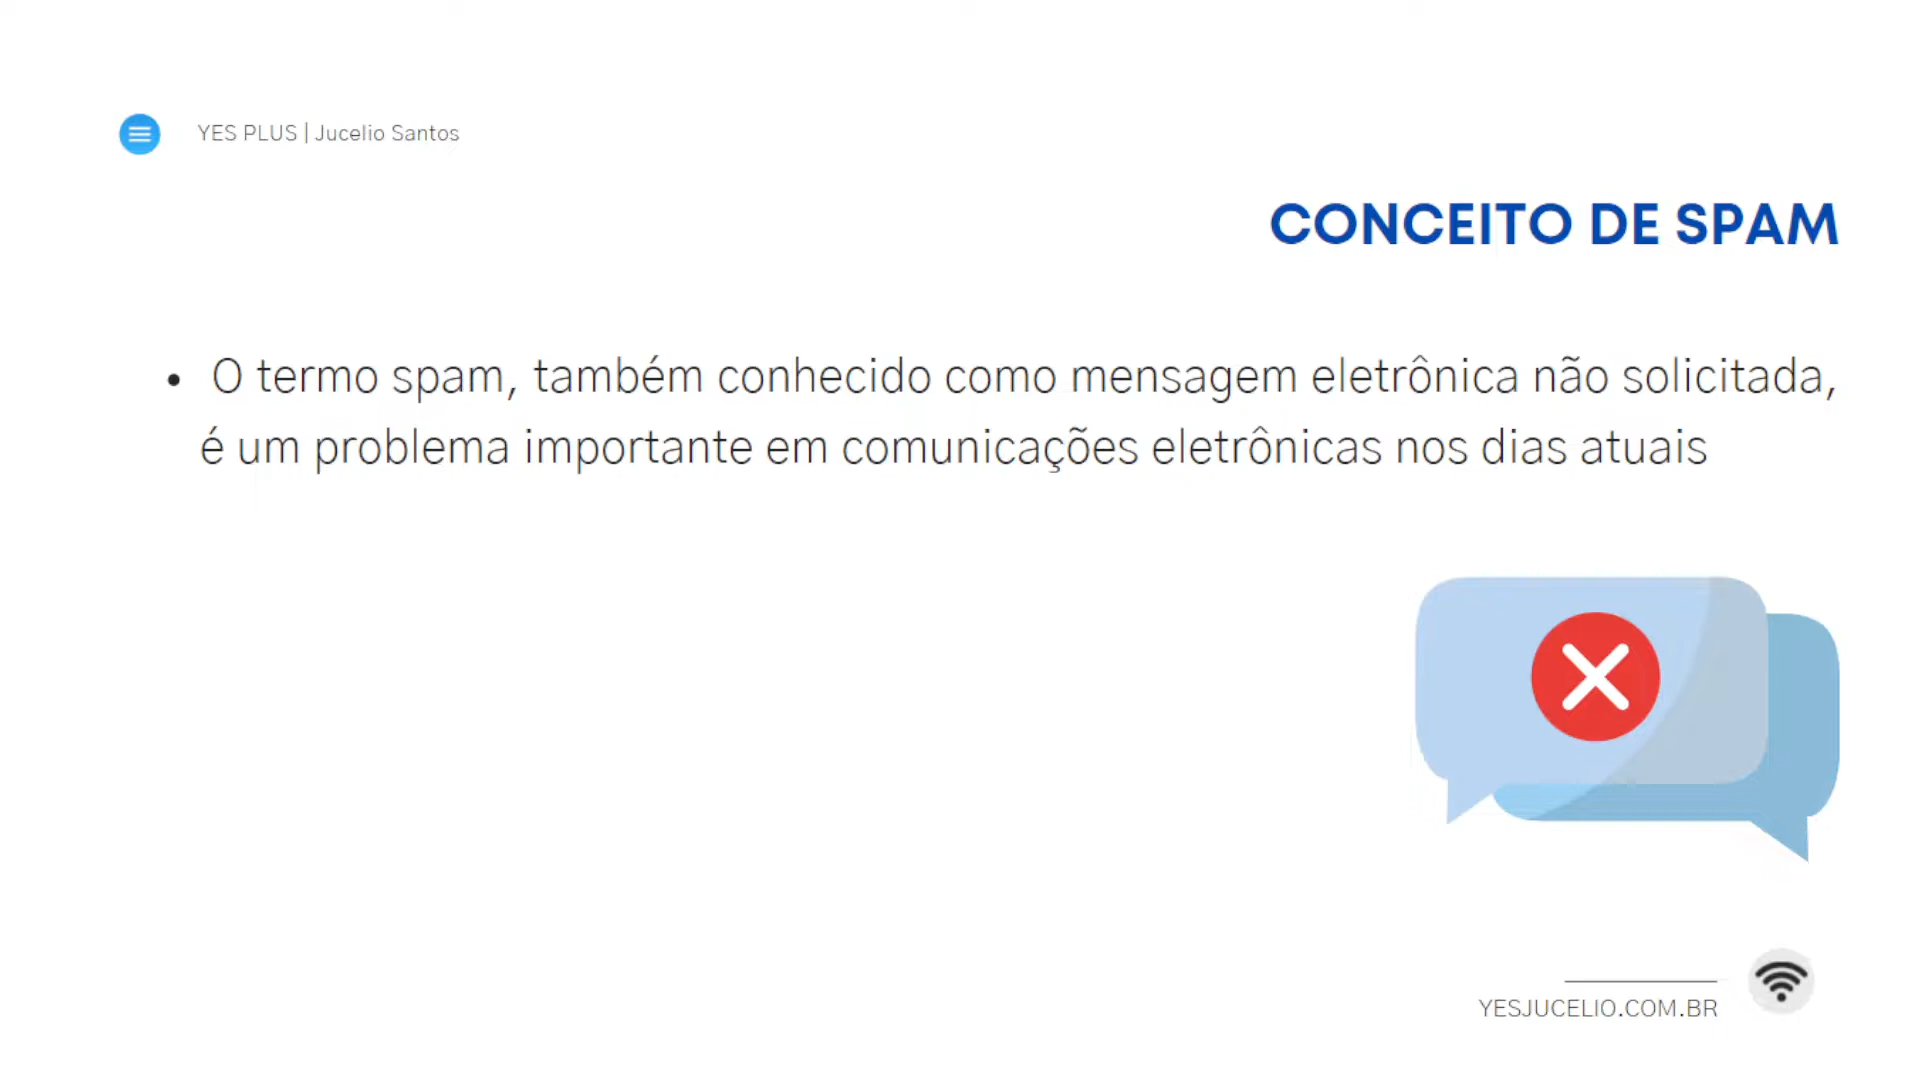 YES PLUS | Jucelio Santos
CONCEITO DE SPAM
• O termo spam, também conhecido como mensagem eletrônica não solicitada,
é um problema importante em comunicações eletrônicas nos dias atuais
YESJUCELIO.COM.BR